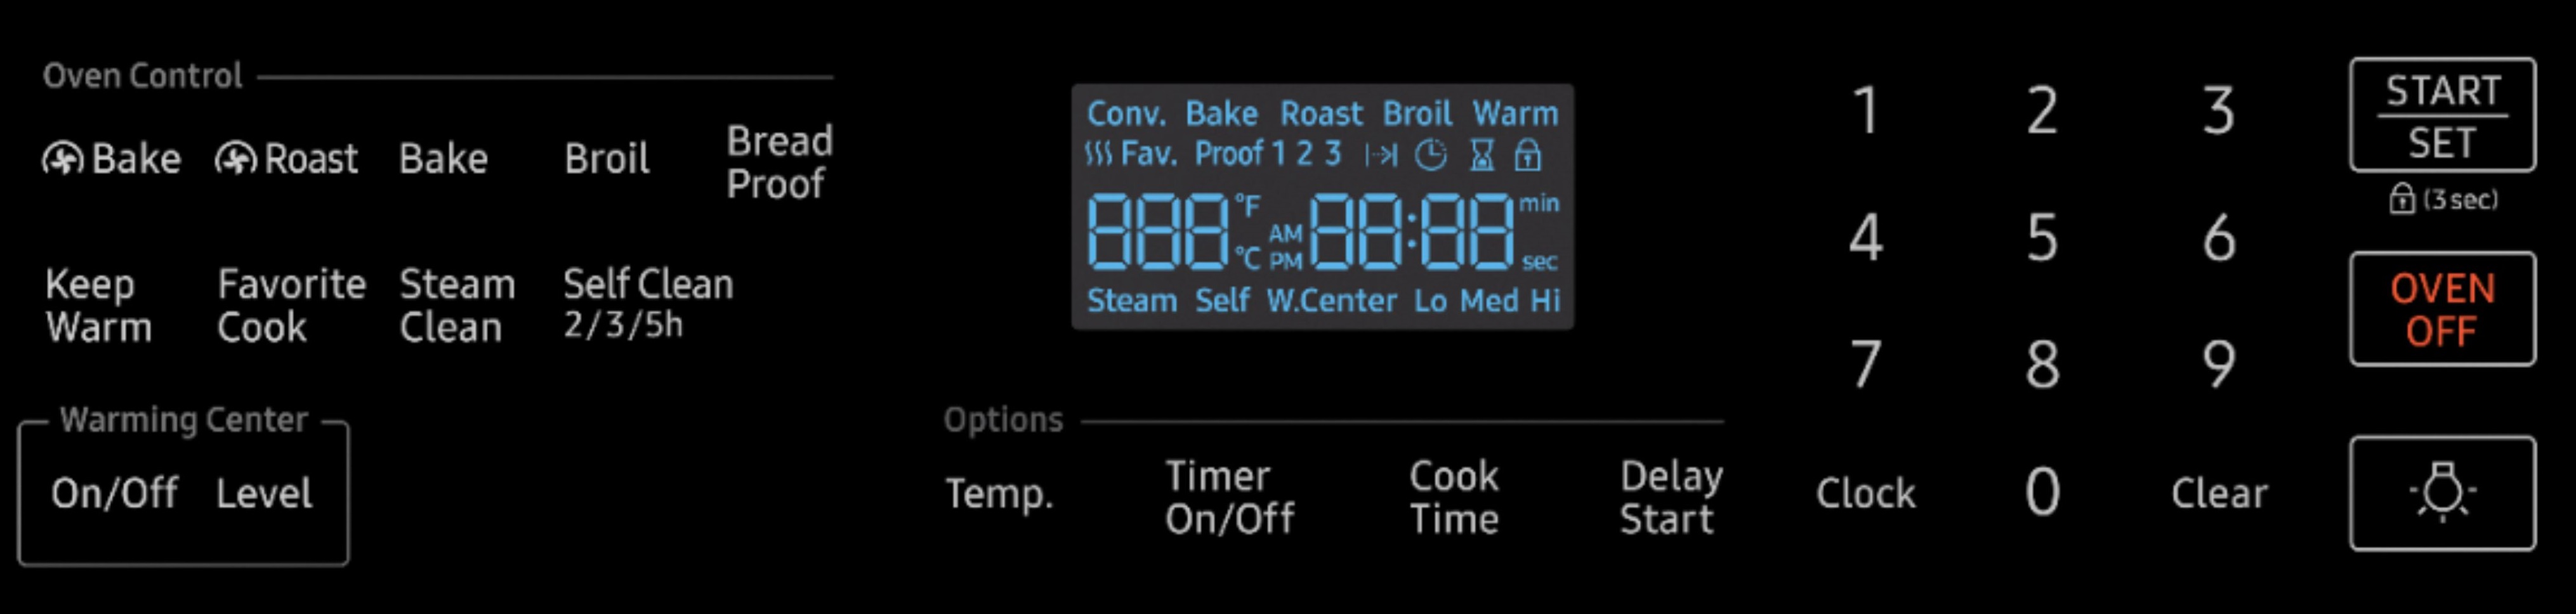 Oven Control
Bake Roast Bake Broil Bread Proof
Keep Warm Favorite Cook Steam Clean Self Clean 2/3/5h
Warming Center
On/Off Level
Conv. Bake Roast Broil Warm
Fav. Proof 1 2 3
888 °F °C AM PM 88:88 min sec
Steam Self W.Center Lo Med Hi
Options
Temp. Timer On/Off Cook Time Delay Start
1 2 3
4 5 6
7 8 9
Clock 0 Clear
START
SET
(3 sec)
OVEN
OFF